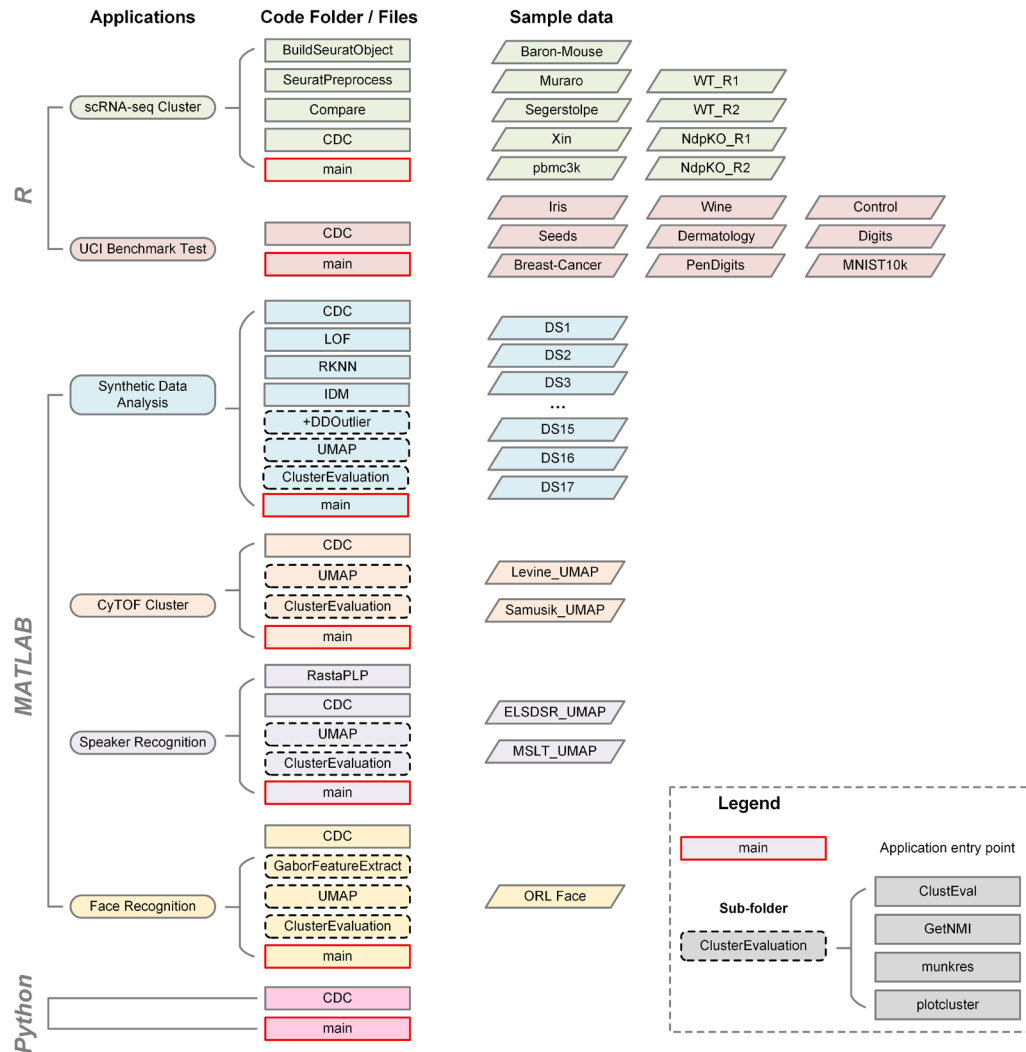 Applications
Code Folder / Files
Sample data
R
scRNA-seq Cluster
BuildSeuratObject
SeuratPreprocess
Compare
CDC
main
Baron-Mouse
Muraro
WT_R1
Segerstolpe
WT_R2
Xin
NdpKO_R1
pbmc3k
NdpKO_R2
UCI Benchmark Test
CDC
main
Iris
Wine
Control
Seeds
Dermatology
Digits
Breast-Cancer
PenDigits
MNIST10k
MATLAB
Synthetic Data
Analysis
CDC
LOF
RKNN
IDM
+DDOutlier
UMAP
ClusterEvaluation
main
DS1
DS2
DS3
...
DS15
DS16
DS17
CyTOF Cluster
CDC
UMAP
ClusterEvaluation
main
Levine_UMAP
Samusik_UMAP
Speaker Recognition
RastaPLP
CDC
UMAP
ClusterEvaluation
main
ELSDSR_UMAP
MSLT_UMAP
Face Recognition
CDC
GaborFeatureExtract
UMAP
ClusterEvaluation
main
ORL Face
Python
CDC
main
Legend
main
Application entry point
Sub-folder
ClusterEvaluation
ClustEval
GetNMI
munkres
plotcluster